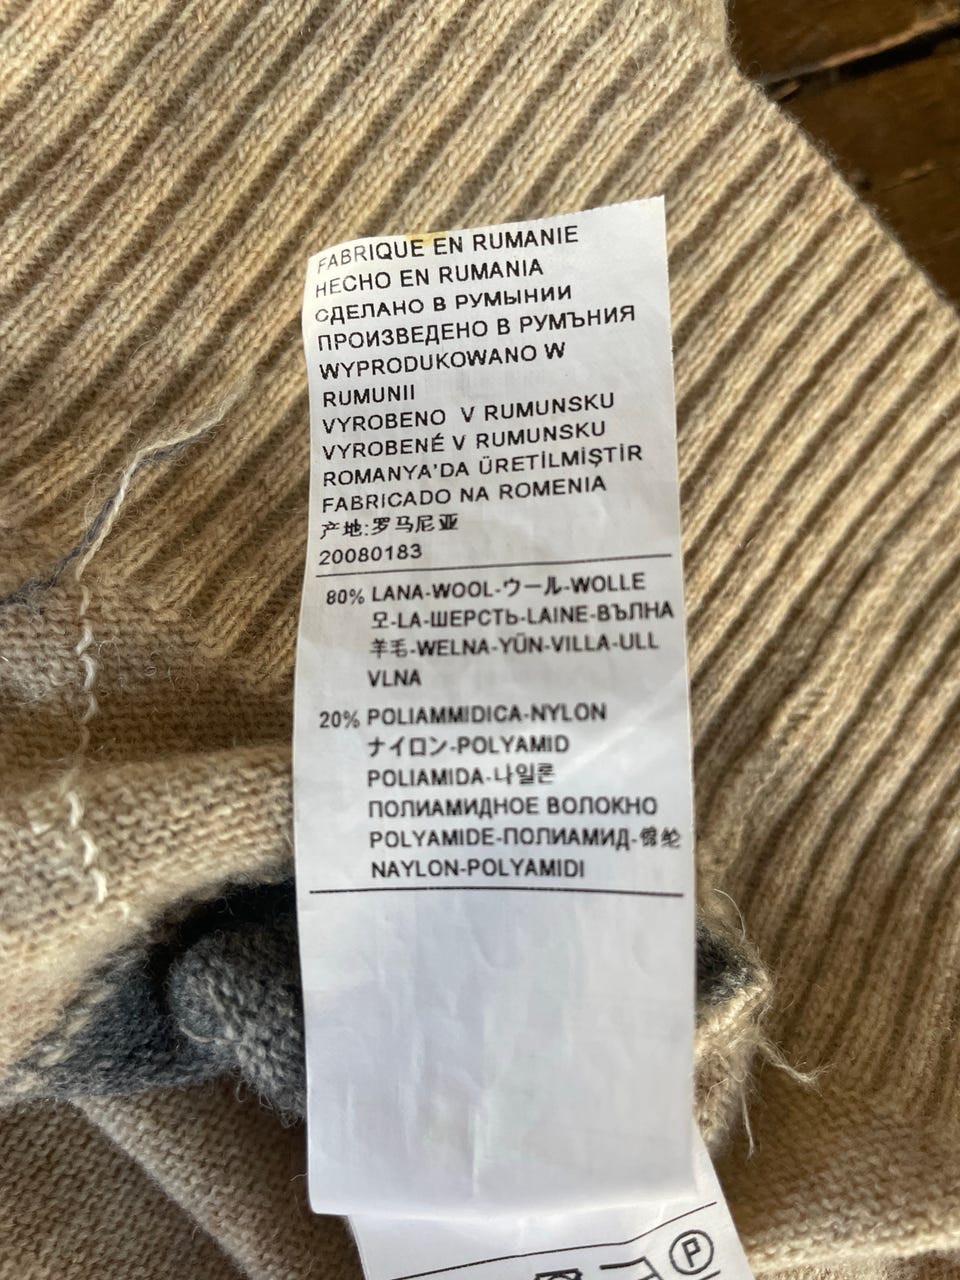 FABRIQUE EN RUMANIE
HECHO EN RUMANIA
СДЕЛАНО В РУМЫНИИ
ПРОИЗВЕДЕНО В РУМЪНИЯ
WYPRODUKOWANO W
RUMUNII
VYROBENO V RUMUNSKU
VYROBENÉ V RUMUNSKU
ROMANYA'DA ÜRETİLMİŞTİR
FABRICADO NA ROMENIA
产地:罗马尼亚
20080183
80% LANA-WOOL-ウール-WOLLE
모-LA-ШЕРСТЬ-LAINE-ВЪЛНА
羊毛-WELNA-YÜN-VILLA-ULL
VLNA
20% POLIAMMIDICA-NYLON
ナイロン-POLYAMID
POLIAMIDA-나일론
ПОЛИАМИДНОЕ ВОЛОКНО
POLYAMIDE-ПОЛИАМИД-锦纶
NAYLON-POLYAMIDI
P